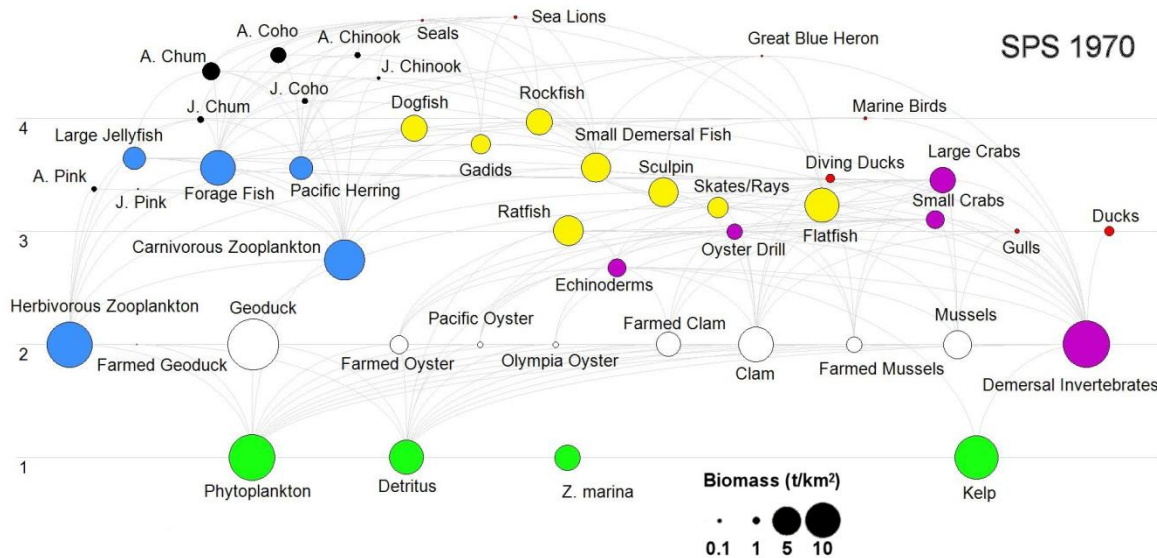 Sea Lions
A. Coho
A. Chinook
Seals
Great Blue Heron
SPS 1970
A. Chum
J. Chinook
J. Coho
Rockfish
J. Chum
Dogfish
Marine Birds
4
Large Jellyfish
Small Demersal Fish
Large Crabs
Gadids
Sculpin
Diving Ducks
A. Pink
Forage Fish
Pacific Herring
Skates/Rays
J. Pink
Small Crabs
Ratfish
Ducks
3
Carnivorous Zooplankton
Oyster Drill
Flatfish
Gulls
Echinoderms
Herbivorous Zooplankton
Geoduck
Pacific Oyster
Farmed Clam
Mussels
2
Farmed Geoduck
Farmed Oyster
Olympia Oyster
Clam
Farmed Mussels
Demersal Invertebrates
1
Phytoplankton
Detritus
Z. marina
Kelp
Biomass (t/km²)
0.1 1 5 10